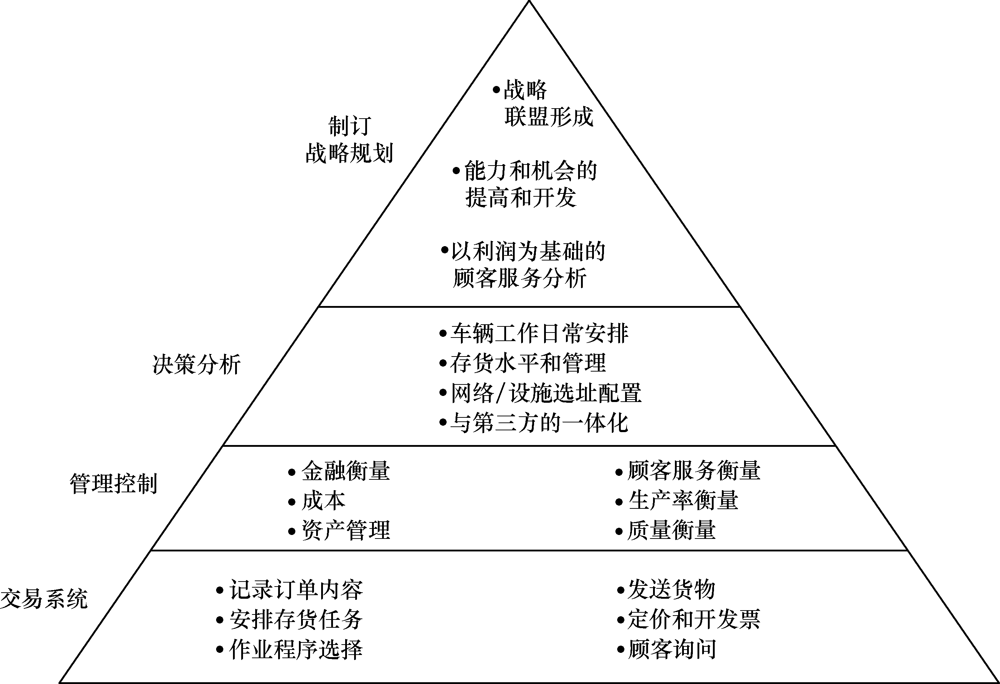 制订
战略规划
•战略
联盟形成
•能力和机会的
提高和开发
•以利润为基础的
顾客服务分析
决策分析
•车辆工作日常安排
•存货水平和管理
•网络/设施选址配置
•与第三方的一体化
管理控制
•金融衡量
•成本
•资产管理
•顾客服务衡量
•生产率衡量
•质量衡量
交易系统
•记录订单内容
•安排存货任务
•作业程序选择
•发送货物
•定价和开发票
•顾客询问